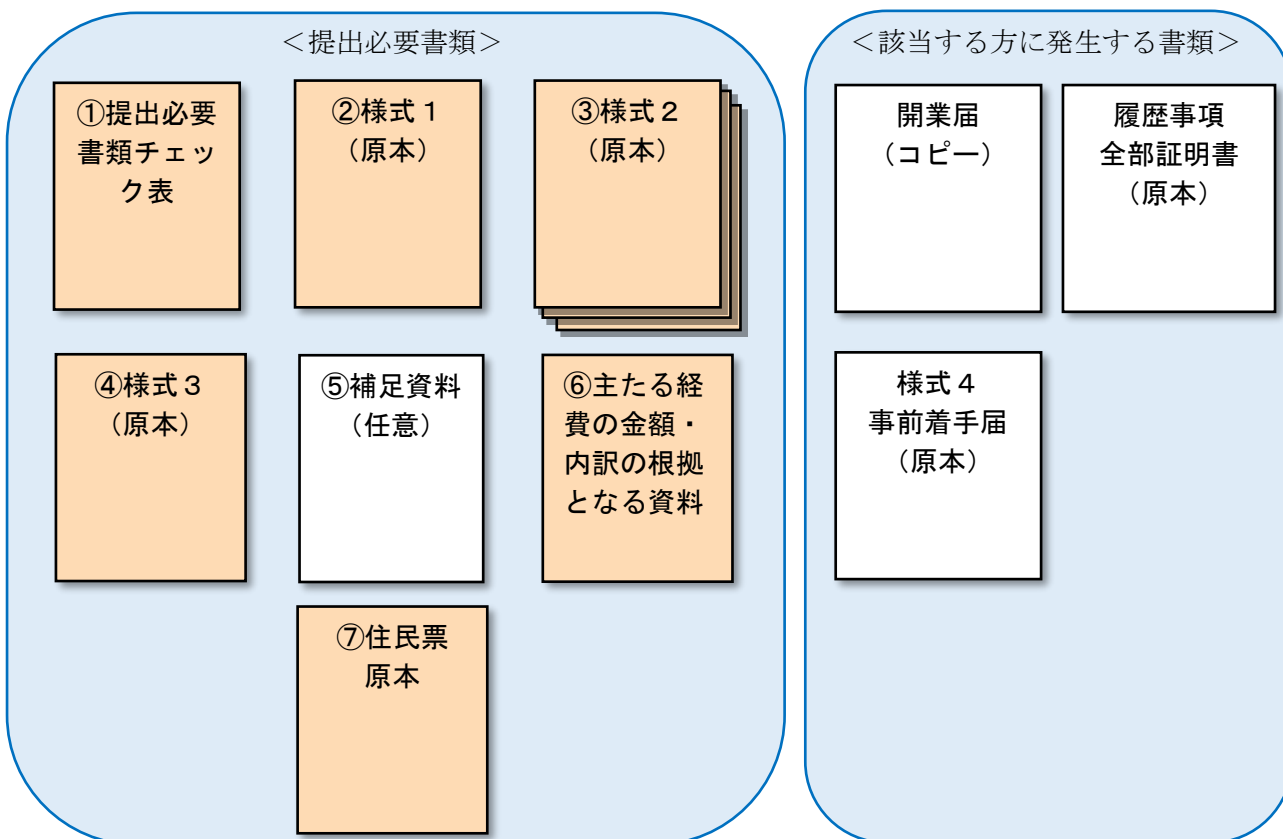 ＜提出必要書類＞
①提出必要
書類チェッ
ク表
②様式１
（原本）
③様式２
（原本）
④様式３
（原本）
⑤補足資料
（任意）
⑥主たる経
費の金額・
内訳の根拠
となる資料
⑦住民票
原本
＜該当する方に発生する書類＞
開業届
（コピー）
履歴事項
全部証明書
（原本）
様式４
事前着手届
（原本）